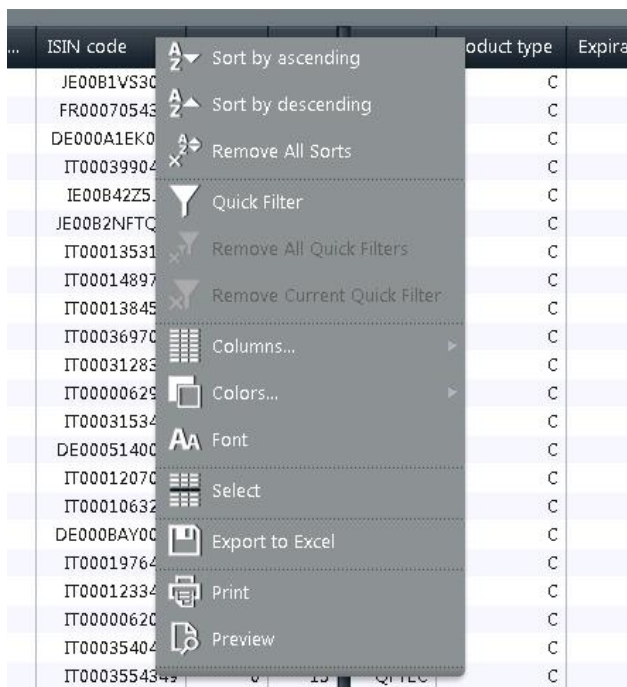 ... ISIN code oduct type Expira
Sort by ascending
Sort by descending
Remove All Sorts
Quick Filter
Remove All Quick Filters
Remove Current Quick Filter
Columns...
Colors...
Font
Select
Export to Excel
Print
Preview
JE00B1VS30 C
FR00070543 C
DE000A1EK0 C
IT00039904 C
IE00B42Z5 C
JE00B2NFTQ C
IT00013531 C
IT00014897 C
IT00013845 C
IT00036970 C
IT00031283 C
IT00000629 C
IT00031534 C
DE00051400 C
IT00012070 C
IT00010632 C
DE000BAY00 C
IT00019764 C
IT00012334 C
IT00000620 C
IT00035404 C
IT0003554349 C